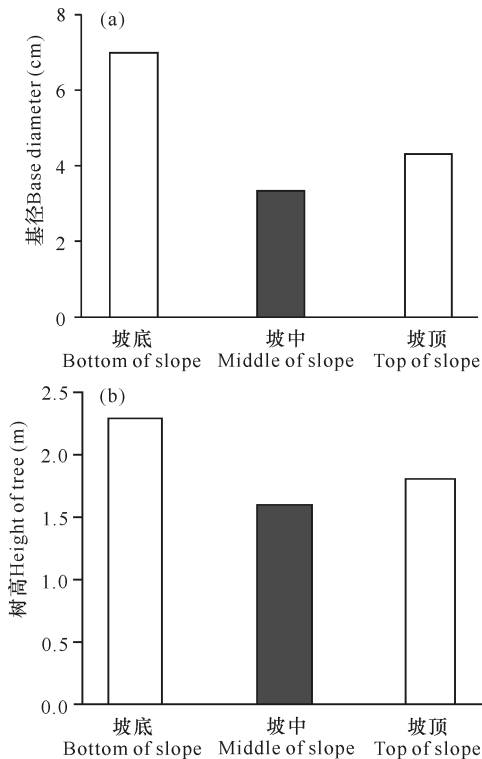 (a)
8
6
4
2
0
基径Base diameter (cm)
坡底
坡中
坡顶
Bottom of slope
Middle of slope
Top of slope
(b)
2.5
2.0
1.5
1.0
0.5
0.0
树高Height of tree (m)
坡底
坡中
坡顶
Bottom of slope
Middle of slope
Top of slope